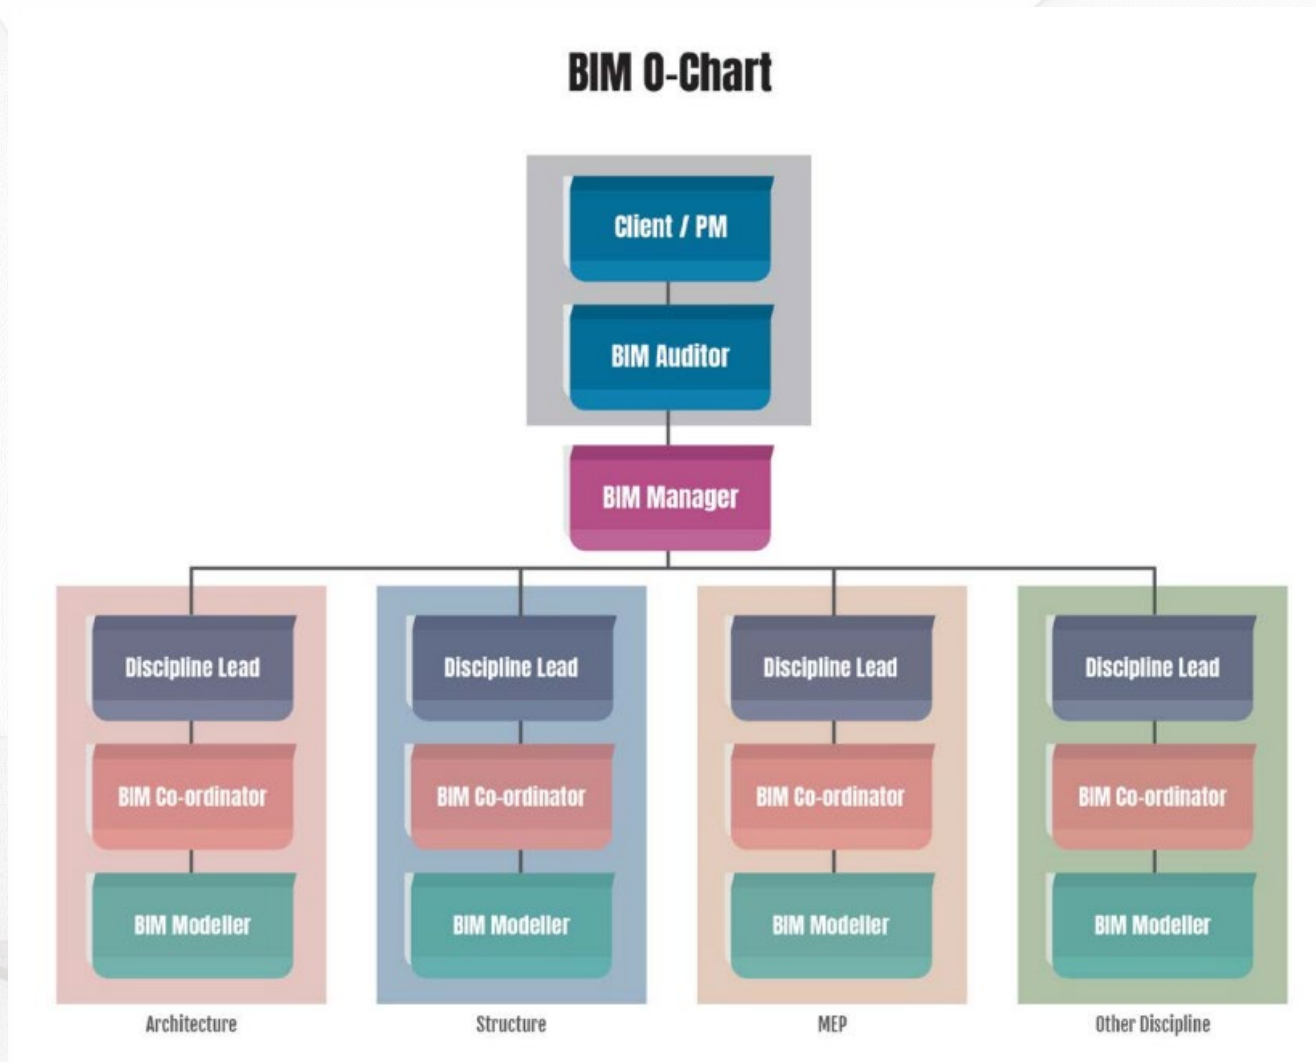 BIM O-Chart
Client / PM
BIM Auditor
BIM Manager
Discipline Lead
Discipline Lead
Discipline Lead
Discipline Lead
BIM Co-ordinator
BIM Co-ordinator
BIM Co-ordinator
BIM Co-ordinator
BIM Modeller
BIM Modeller
BIM Modeller
BIM Modeller
Architecture
Structure
MEP
Other Discipline